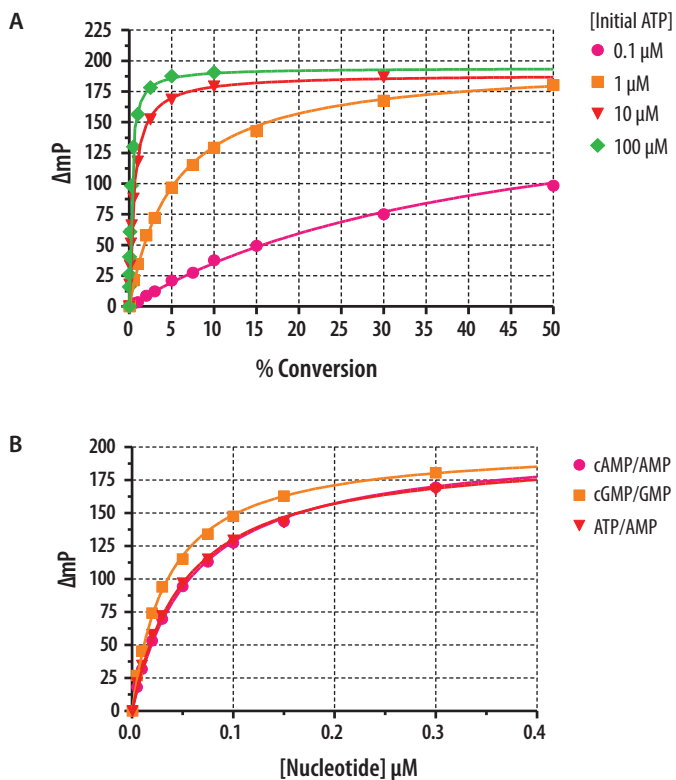 A
225
200
175
150
125
100
75
50
25
0
ΔmP
0 5 10 15 20 25 30 35 40 45 50
% Conversion
[Initial ATP]
0.1 µM
1 µM
10 µM
100 µM
B
200
175
150
125
100
75
50
25
0
ΔmP
0.0 0.1 0.2 0.3 0.4
[Nucleotide] µM
cAMP/AMP
cGMP/GMP
ATP/AMP